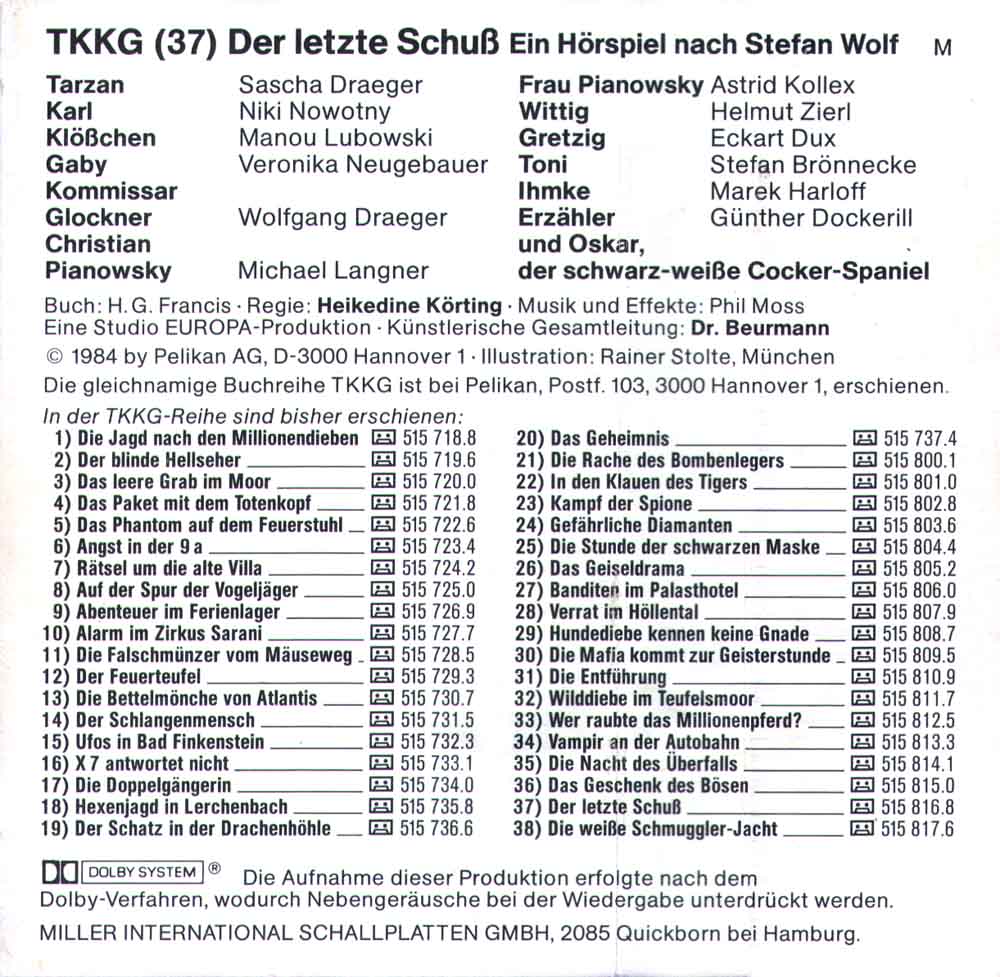 TKKG (37) Der letzte Schuß Ein Hörspiel nach Stefan Wolf M
Tarzan Sascha Draeger
Karl Niki Nowotny
Klößchen Manou Lubowski
Gaby Veronika Neugebauer
Kommissar
Glockner Wolfgang Draeger
Christian
Pianowsky Michael Langner
Frau Pianowsky Astrid Kollex
Wittig Helmut Zierl
Gretzig Eckart Dux
Toni Stefan Brönnecke
Ihmke Marek Harloff
Erzähler Günther Dockerill
und Oskar,
der schwarz-weiße Cocker-Spaniel
Buch: H. G. Francis · Regie: Heikedine Körting · Musik und Effekte: Phil Moss
Eine Studio EUROPA-Produktion · Künstlerische Gesamtleitung: Dr. Beurmann
© 1984 by Pelikan AG, D-3000 Hannover 1 · Illustration: Rainer Stolte, München
Die gleichnamige Buchreihe TKKG ist bei Pelikan, Postf. 103, 3000 Hannover 1, erschienen.
In der TKKG-Reihe sind bisher erschienen:
1) Die Jagd nach den Millionendieben 515 718.8
2) Der blinde Hellseher 515 719.6
3) Das leere Grab im Moor 515 720.0
4) Das Paket mit dem Totenkopf 515 721.8
5) Das Phantom auf dem Feuerstuhl 515 722.6
6) Angst in der 9 a 515 723.4
7) Rätsel um die alte Villa 515 724.2
8) Auf der Spur der Vogeljäger 515 725.0
9) Abenteuer im Ferienlager 515 726.9
10) Alarm im Zirkus Sarani 515 727.7
11) Die Falschmünzer vom Mäuseweg 515 728.5
12) Der Feuerteufel 515 729.3
13) Die Bettelmönche von Atlantis 515 730.7
14) Der Schlangenmensch 515 731.5
15) Ufos in Bad Finkenstein 515 732.3
16) X 7 antwortet nicht 515 733.1
17) Die Doppelgängerin 515 734.0
18) Hexenjagd in Lerchenbach 515 735.8
19) Der Schatz in der Drachenhöhle 515 736.6
20) Das Geheimnis 515 737.4
21) Die Rache des Bombenlegers 515 800.1
22) In den Klauen des Tigers 515 801.0
23) Kampf der Spione 515 802.8
24) Gefährliche Diamanten 515 803.6
25) Die Stunde der schwarzen Maske 515 804.4
26) Das Geiseldrama 515 805.2
27) Banditen im Palasthotel 515 806.0
28) Verrat im Höllental 515 807.9
29) Hundediebe kennen keine Gnade 515 808.7
30) Die Mafia kommt zur Geisterstunde 515 809.5
31) Die Entführung 515 810.9
32) Wilddiebe im Teufelsmoor 515 811.7
33) Wer raubte das Millionenpferd? 515 812.5
34) Vampir an der Autobahn 515 813.3
35) Die Nacht des Überfalls 515 814.1
36) Das Geschenk des Bösen 515 815.0
37) Der letzte Schuß 515 816.8
38) Die weiße Schmuggler-Jacht 515 817.6
DOLBY SYSTEM ® Die Aufnahme dieser Produktion erfolgte nach dem
Dolby-Verfahren, wodurch Nebengeräusche bei der Wiedergabe unterdrückt werden.
MILLER INTERNATIONAL SCHALLPLATTEN GMBH, 2085 Quickborn bei Hamburg.